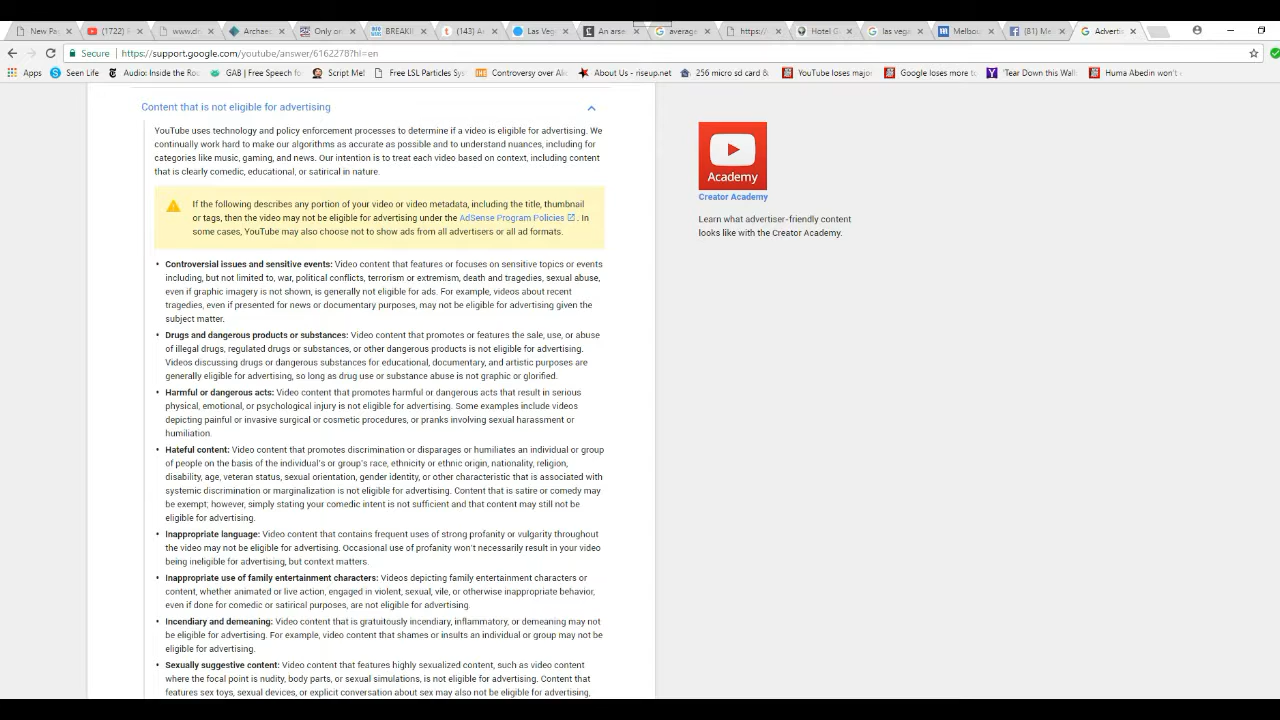 New Pa
(1722)
www.dr
Archae
Only or
BREAKI
(143) A
Las Ve
An arse
average
https:/
Hotel G
las vega
Melbou
(81) Me
Adverti
Secure https://support.google.com/youtube/answer/6162278?hl=en
Apps Seen Life Audio: Inside the Ro GAB | Free Speech fo Script Me! Free LSL Particles Sys Controversy over Ali About Us - riseup.net 256 micro sd card & YouTube loses major Google loses more to 'Tear Down this Wall Huma Abedin won't
Content that is not eligible for advertising
YouTube uses technology and policy enforcement processes to determine if a video is eligible for advertising. We
continually work hard to make our algorithms as accurate as possible and to understand nuances, including for
categories like music, gaming, and news. Our intention is to treat each video based on context, including content
that is clearly comedic, educational, or satirical in nature.
If the following describes any portion of your video or video metadata, including the title, thumbnail
or tags, then the video may not be eligible for advertising under the AdSense Program Policies . In
some cases, YouTube may also choose not to show ads from all advertisers or all ad formats.
• Controversial issues and sensitive events: Video content that features or focuses on sensitive topics or events
including, but not limited to, war, political conflicts, terrorism or extremism, death and tragedies, sexual abuse,
even if graphic imagery is not shown, is generally not eligible for ads. For example, videos about recent
tragedies, even if presented for news or documentary purposes, may not be eligible for advertising given the
subject matter.
• Drugs and dangerous products or substances: Video content that promotes or features the sale, use, or abuse
of illegal drugs, regulated drugs or substances, or other dangerous products is not eligible for advertising.
Videos discussing drugs or dangerous substances for educational, documentary, and artistic purposes are
generally eligible for advertising, so long as drug use or substance abuse is not graphic or glorified.
• Harmful or dangerous acts: Video content that promotes harmful or dangerous acts that result in serious
physical, emotional, or psychological injury is not eligible for advertising. Some examples include videos
depicting painful or invasive surgical or cosmetic procedures, or pranks involving sexual harassment or
humiliation.
• Hateful content: Video content that promotes discrimination or disparages or humiliates an individual or group
of people on the basis of the individual's or group's race, ethnicity or ethnic origin, nationality, religion,
disability, age, veteran status, sexual orientation, gender identity, or other characteristic that is associated with
systemic discrimination or marginalization is not eligible for advertising. Content that is satire or comedy may
be exempt; however, simply stating your comedic intent is not sufficient and that content may still not be
eligible for advertising.
• Inappropriate language: Video content that contains frequent uses of strong profanity or vulgarity throughout
the video may not be eligible for advertising. Occasional use of profanity won't necessarily result in your video
being ineligible for advertising, but context matters.
• Inappropriate use of family entertainment characters: Videos depicting family entertainment characters or
content, whether animated or live action, engaged in violent, sexual, vile, or otherwise inappropriate behavior,
even if done for comedic or satirical purposes, are not eligible for advertising.
• Incendiary and demeaning: Video content that is gratuitously incendiary, inflammatory, or demeaning may not
be eligible for advertising. For example, video content that shames or insults an individual or group may not be
eligible for advertising.
• Sexually suggestive content: Video content that features highly sexualized content, such as video content
where the focal point is nudity, body parts, or sexual simulations, is not eligible for advertising. Content that
features sex toys, sexual devices, or explicit conversation about sex may also not be eligible for advertising,
Academy
Creator Academy
Learn what advertiser-friendly content
looks like with the Creator Academy.